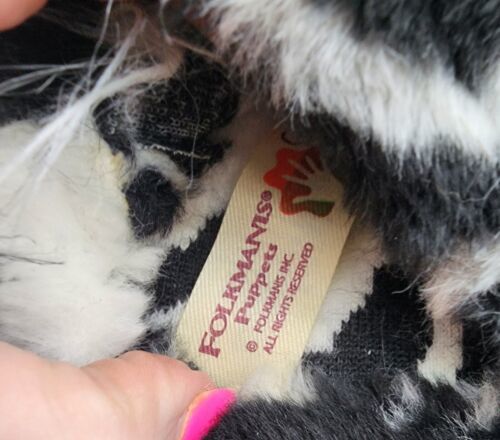 FOLKMANIS®
Puppets
© FOLKMANIS INC.
ALL RIGHTS RESERVED